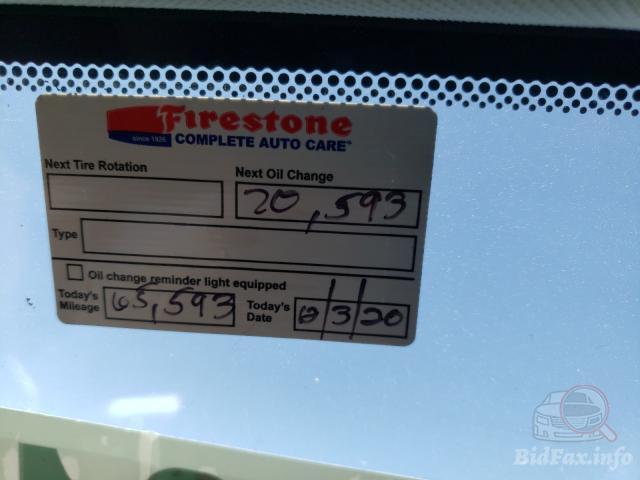 Firestone
since 1926 COMPLETE AUTO CARE
Next Tire Rotation
Next Oil Change
20,593
Type
Oil change reminder light equipped
Today's Mileage
65,593
Today's Date
6/3/20
BidFax.info